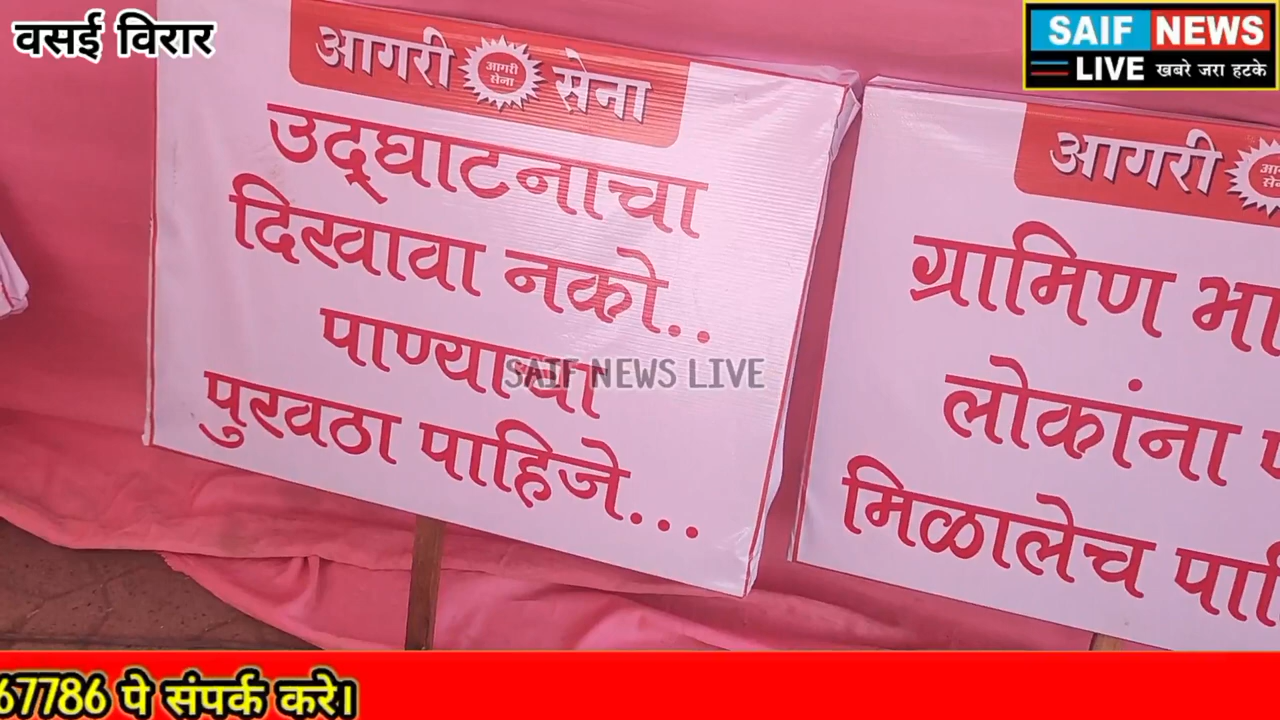 वसई विरार
SAIF NEWS
LIVE खबरे जरा हटके
आगरी आगरी सेना सेना
उद्घाटनाचा
दिखावा नको..
पाण्याचा
पुरवठा पाहिजे...
आगरी
ग्रामिण
लोकांना
मिळालेच
SAIF NEWS LIVE
67786 पे संपर्क करे।